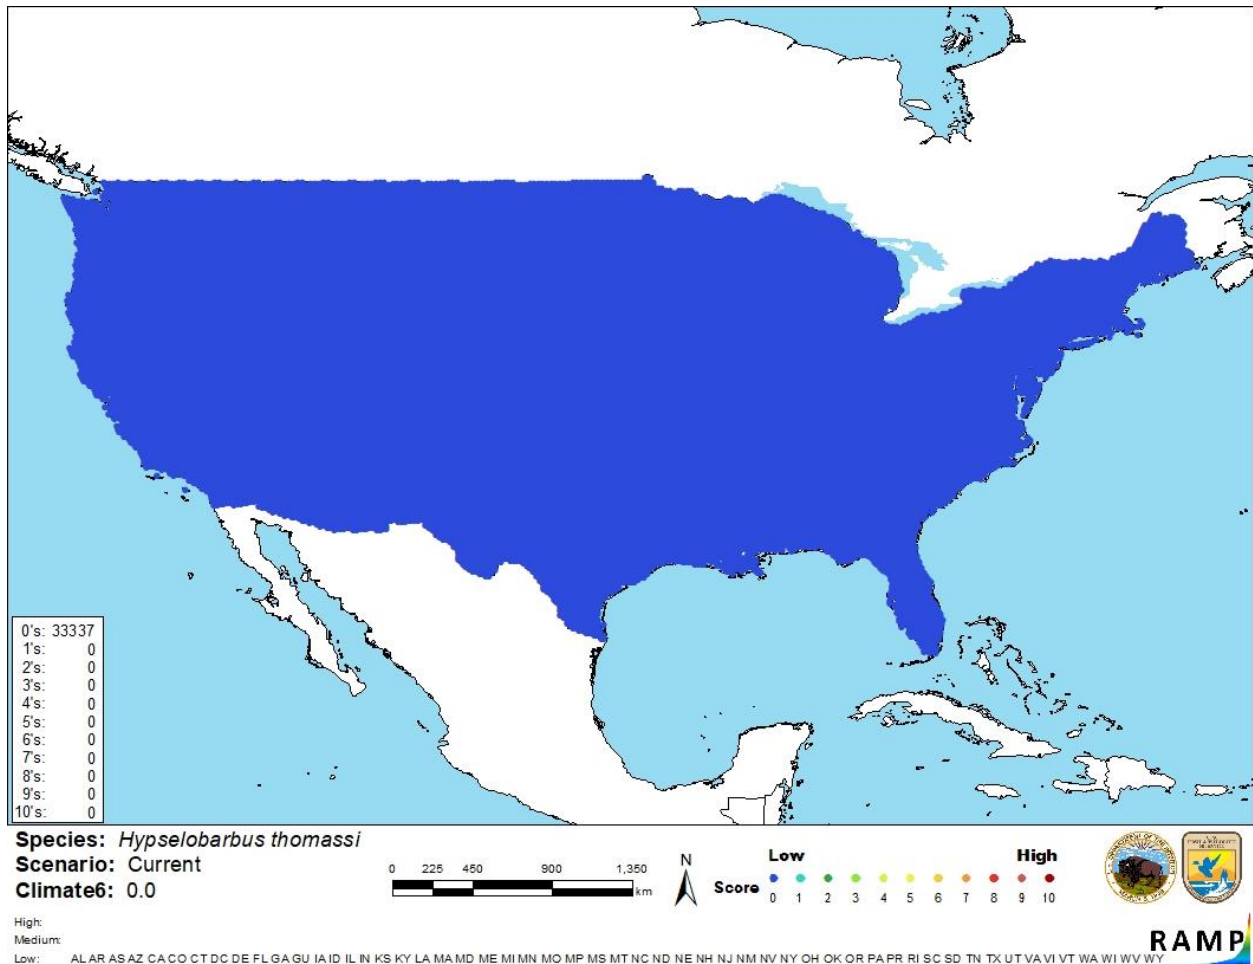 0's: 33337
1's: 0
2's: 0
3's: 0
4's: 0
5's: 0
6's: 0
7's: 0
8's: 0
9's: 0
10's: 0
Species: Hypselobarbus thomassi
Scenario: Current
Climate6: 0.0
0 225 450 900 1,350
km
N
Low High
Score
0 1 2 3 4 5 6 7 8 9 10
RAMP
High:
Medium:
Low: AL AR AS AZ CA CO CT DC DE FL GA GU IA ID IL IN KS KY LA MA MD ME MI MN MO MP MS MT NC ND NE NH NJ NM NV NY OH OK OR PA PR RI SC SD TN TX UT VA VI VT WA WI WV WY